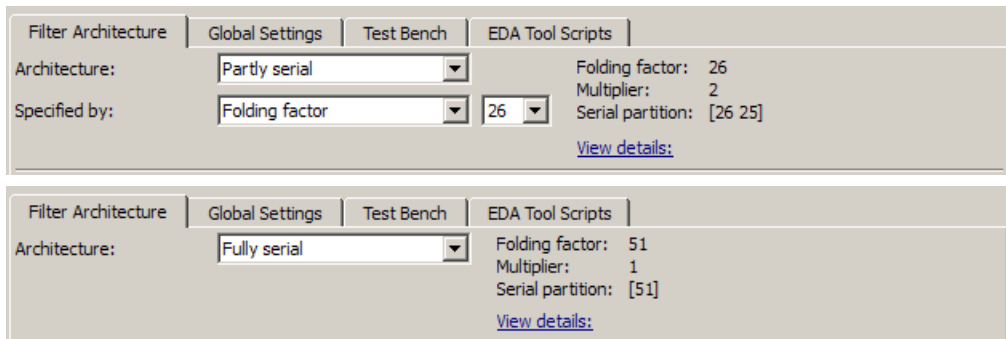 Filter Architecture Global Settings Test Bench EDA Tool Scripts
Architecture: Partly serial Folding factor: 26
Multiplier: 2
Specified by: Folding factor 26 Serial partition: [26 25]
View details:
Filter Architecture Global Settings Test Bench EDA Tool Scripts
Architecture: Fully serial Folding factor: 51
Multiplier: 1
Serial partition: [51]
View details: